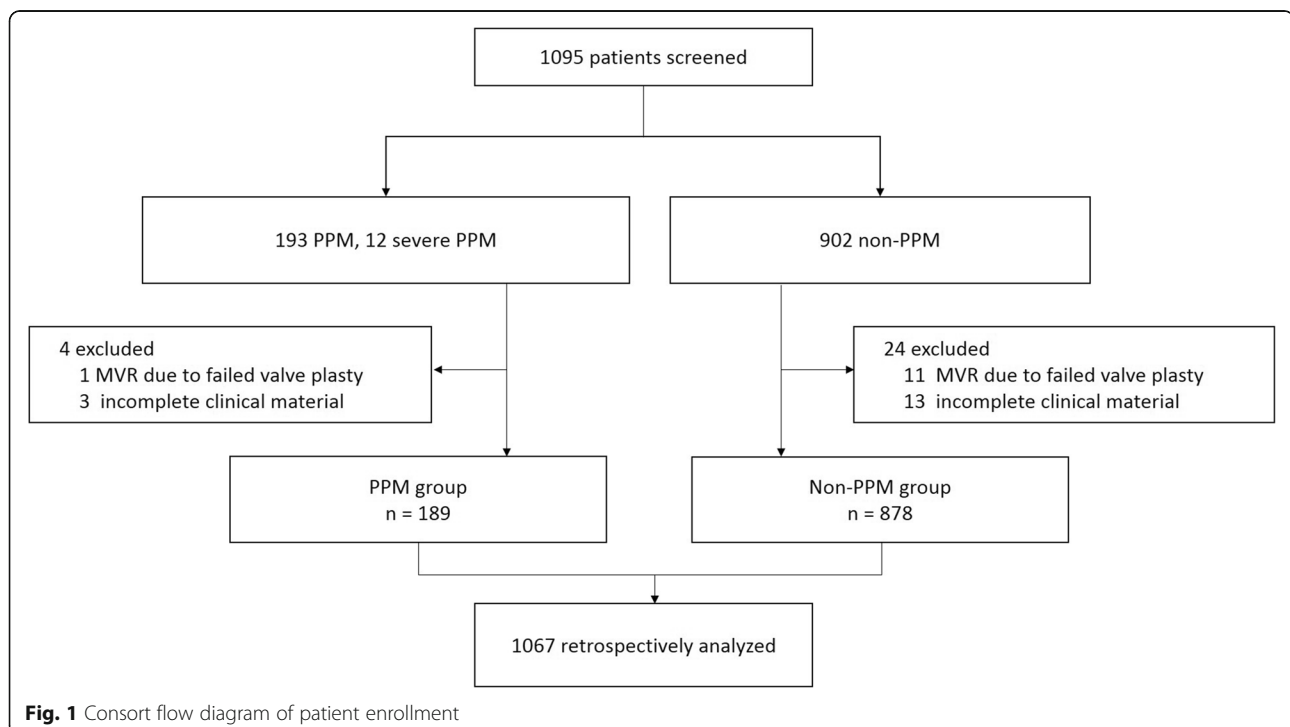 1095 patients screened
193 PPM, 12 severe PPM
902 non-PPM
4 excluded
1 MVR due to failed valve plasty
3 incomplete clinical material
24 excluded
11 MVR due to failed valve plasty
13 incomplete clinical material
PPM group
n = 189
Non-PPM group
n = 878
1067 retrospectively analyzed
Fig. 1 Consort flow diagram of patient enrollment